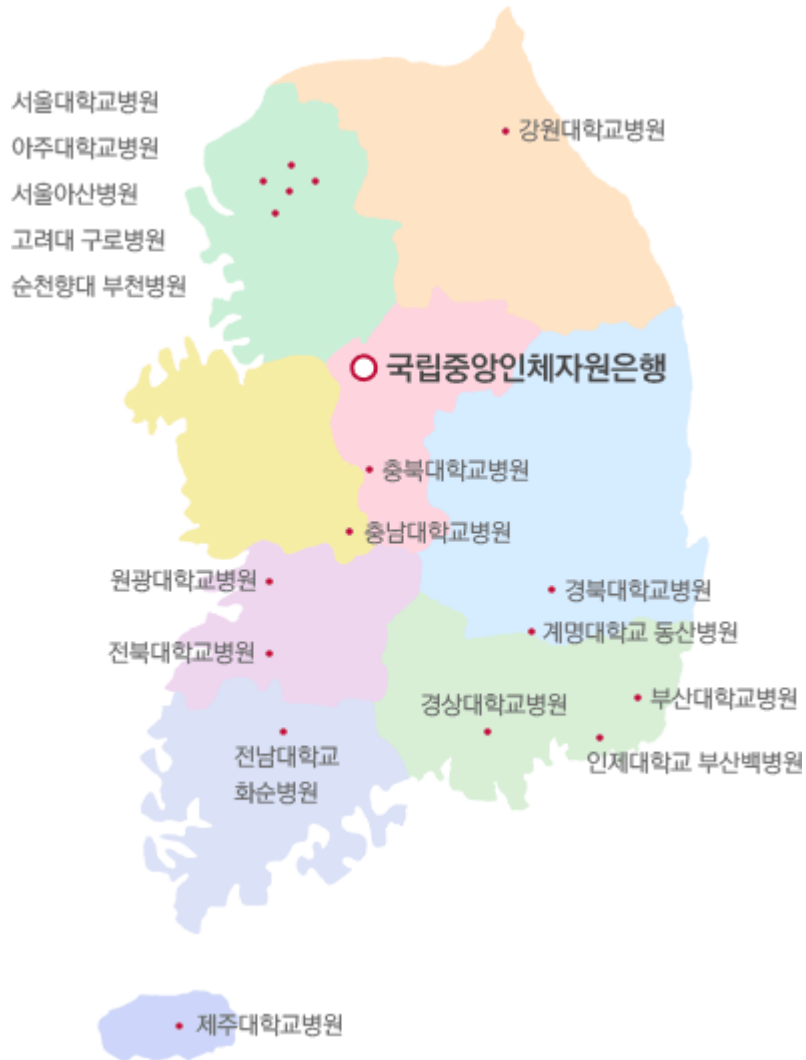 서울대학교병원
아주대학교병원
서울아산병원
고려대 구로병원
순천향대 부천병원
강원대학교병원
국립중앙인체자원은행
충북대학교병원
충남대학교병원
원광대학교병원
경북대학교병원
계명대학교 동산병원
전북대학교병원
경상대학교병원
부산대학교병원
인제대학교 부산백병원
전남대학교
화순병원
제주대학교병원